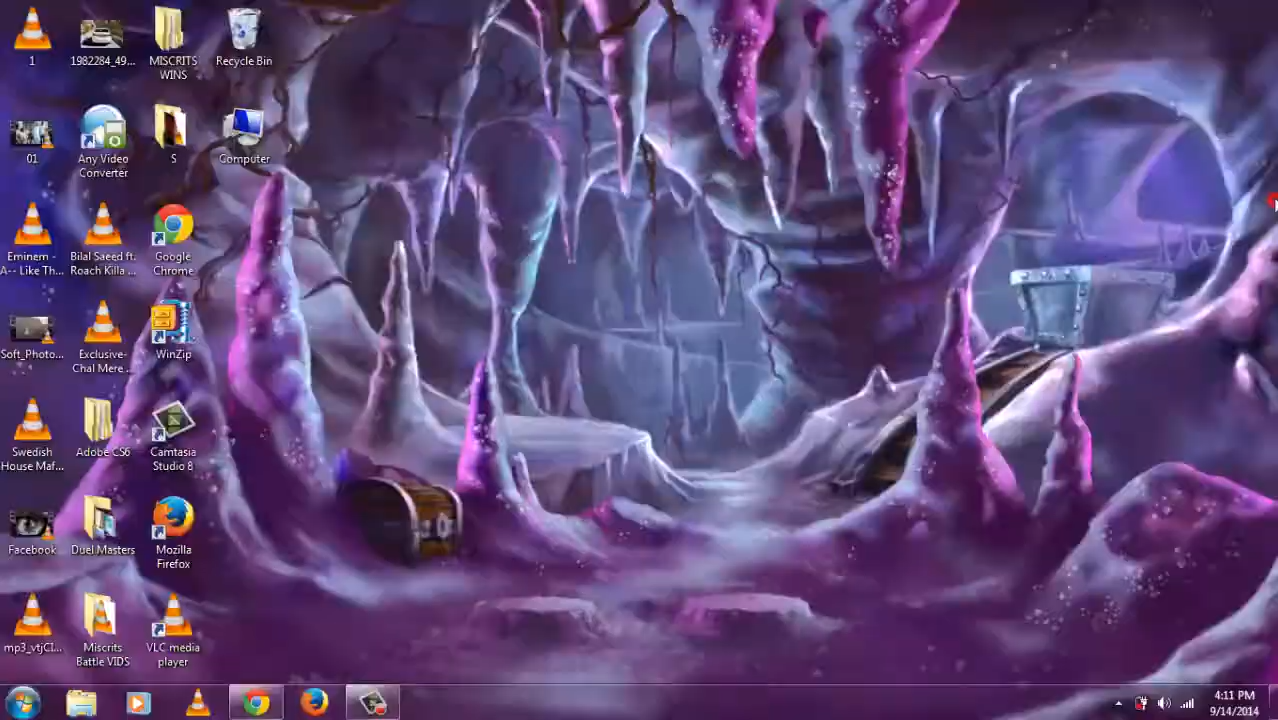 1
1982284_49...
MISCRITS
WINS
Recycle Bin
01
Any Video
Converter
S
Computer
Eminem -
A-- Like Th...
Bilal Saeed ft.
Roach Killa ...
Google
Chrome
Soft_Photo...
Exclusive-
Chal Mere...
WinZip
Swedish
House Maf...
Adobe CS6
Camtasia
Studio 8
Facebook
Duel Masters
Mozilla
Firefox
mp3_vtjCI...
Miscrits
Battle VIDS
VLC media
player
4:11 PM
9/14/2014